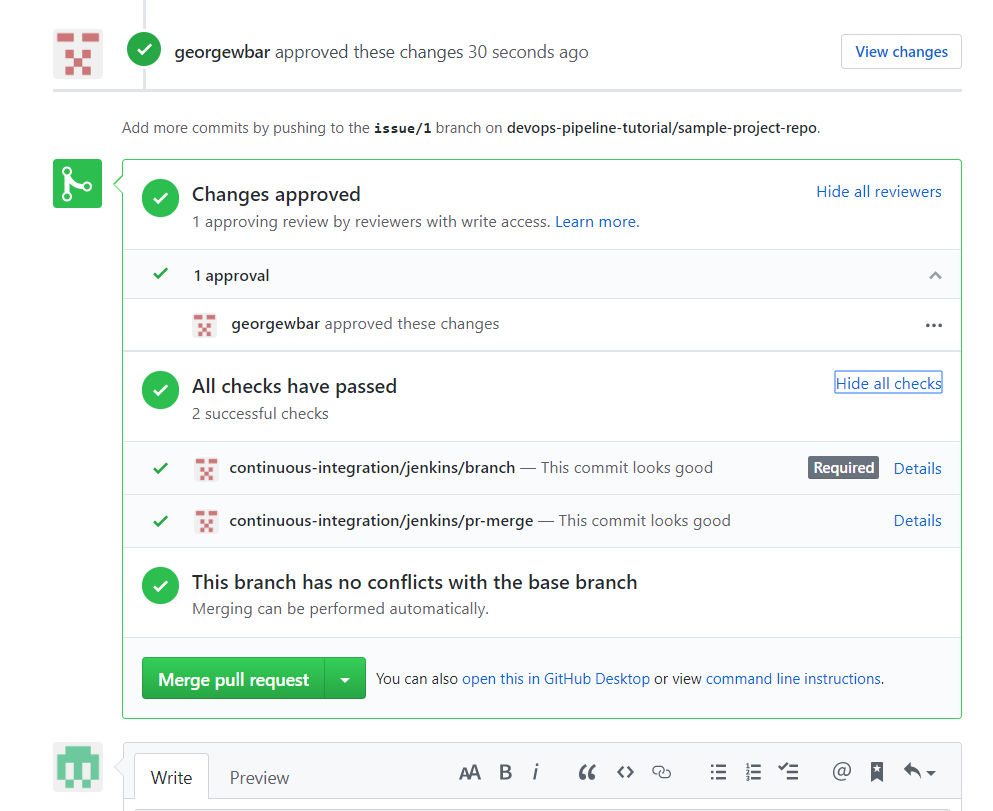 georgewbar approved these changes 30 seconds ago
View changes
Add more commits by pushing to the issue/1 branch on devops-pipeline-tutorial/sample-project-repo.
Changes approved
Hide all reviewers
1 approving review by reviewers with write access. Learn more.
1 approval
georgewbar approved these changes
All checks have passed
Hide all checks
2 successful checks
continuous-integration/jenkins/branch — This commit looks good
Required
Details
continuous-integration/jenkins/pr-merge — This commit looks good
Details
This branch has no conflicts with the base branch
Merging can be performed automatically.
Merge pull request
You can also open this in GitHub Desktop or view command line instructions.
Write
Preview
AA B i